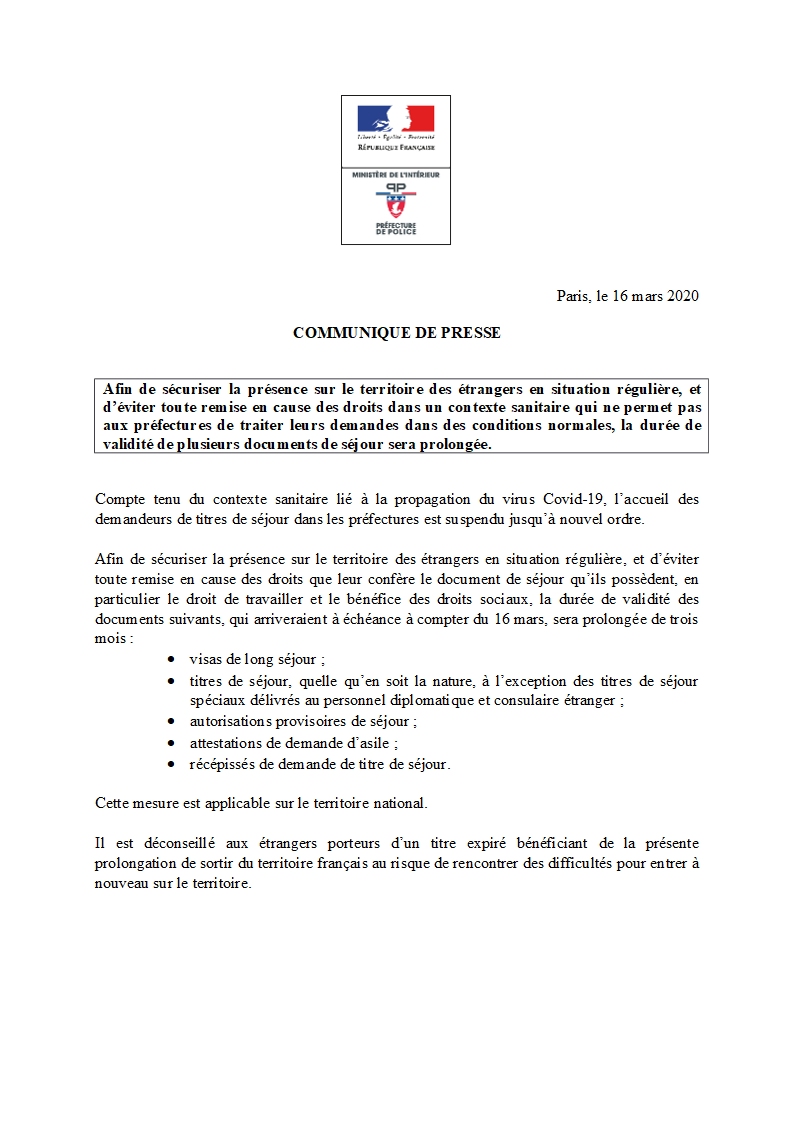 Liberté • Égalité • Fraternité
RÉPUBLIQUE FRANÇAISE
MINISTÈRE DE L'INTÉRIEUR
PP
PRÉFECTURE
DE POLICE
Paris, le 16 mars 2020
COMMUNIQUE DE PRESSE
Afin de sécuriser la présence sur le territoire des étrangers en situation régulière, et
d’éviter toute remise en cause des droits dans un contexte sanitaire qui ne permet pas
aux préfectures de traiter leurs demandes dans des conditions normales, la durée de
validité de plusieurs documents de séjour sera prolongée.
Compte tenu du contexte sanitaire lié à la propagation du virus Covid-19, l’accueil des
demandeurs de titres de séjour dans les préfectures est suspendu jusqu’à nouvel ordre.
Afin de sécuriser la présence sur le territoire des étrangers en situation régulière, et d’éviter
toute remise en cause des droits que leur confère le document de séjour qu’ils possèdent, en
particulier le droit de travailler et le bénéfice des droits sociaux, la durée de validité des
documents suivants, qui arriveraient à échéance à compter du 16 mars, sera prolongée de trois
mois :
• visas de long séjour ;
• titres de séjour, quelle qu’en soit la nature, à l’exception des titres de séjour
spéciaux délivrés au personnel diplomatique et consulaire étranger ;
• autorisations provisoires de séjour ;
• attestations de demande d’asile ;
• récépissés de demande de titre de séjour.
Cette mesure est applicable sur le territoire national.
Il est déconseillé aux étrangers porteurs d’un titre expiré bénéficiant de la présente
prolongation de sortir du territoire français au risque de rencontrer des difficultés pour entrer à
nouveau sur le territoire.